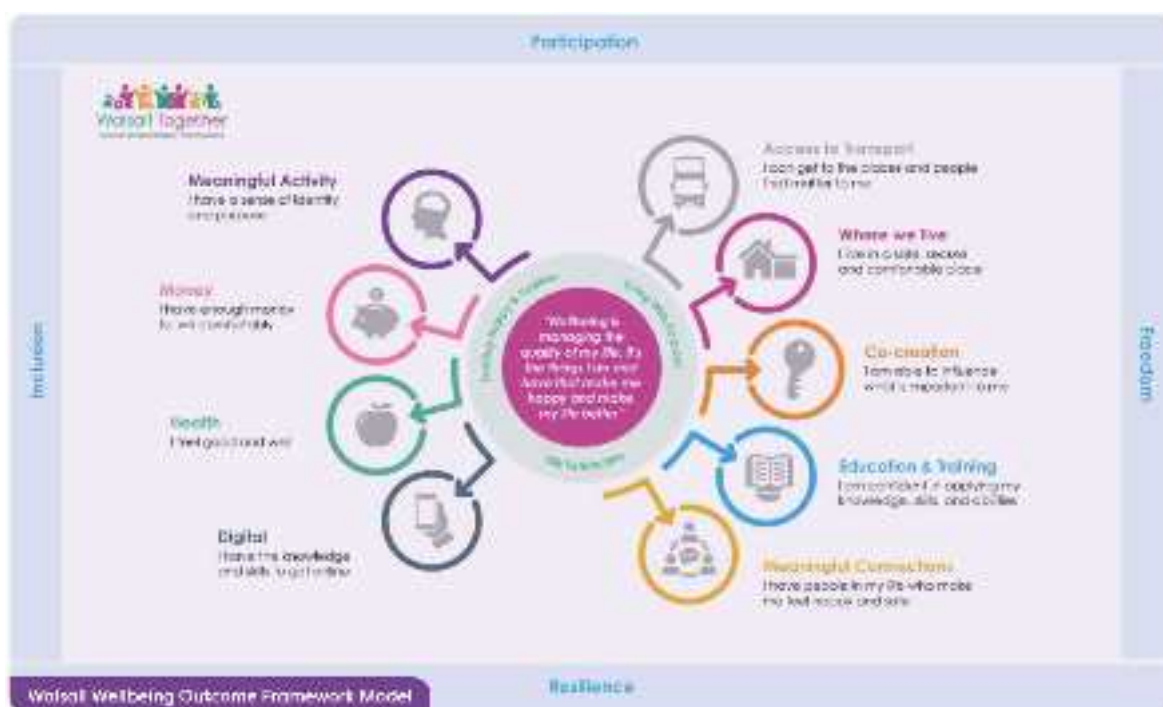 Participation
Walsall Together
Inclusion
Freedom
Meaningful Activity
I have a sense of identity
and purpose
Money
I have enough money
to live comfortably
Health
I feel good and well
Digital
I have the knowledge
and skills to get online
"Wellbeing is
managing the
quality of my life. It's
the things I do and
have that make me
happy and make
my life better"
Access to Transport
I can get to the places and people
that matter to me
Where we live
I live in a safe, secure
and comfortable place
Co-creation
I am able to influence
what is important to me
Education & Training
I am confident in applying my
knowledge, skills, and abilities
Meaningful Connections
I have people in my life who make
me feel happy and safe
Walsall Wellbeing Outcome Framework Model
Resilience